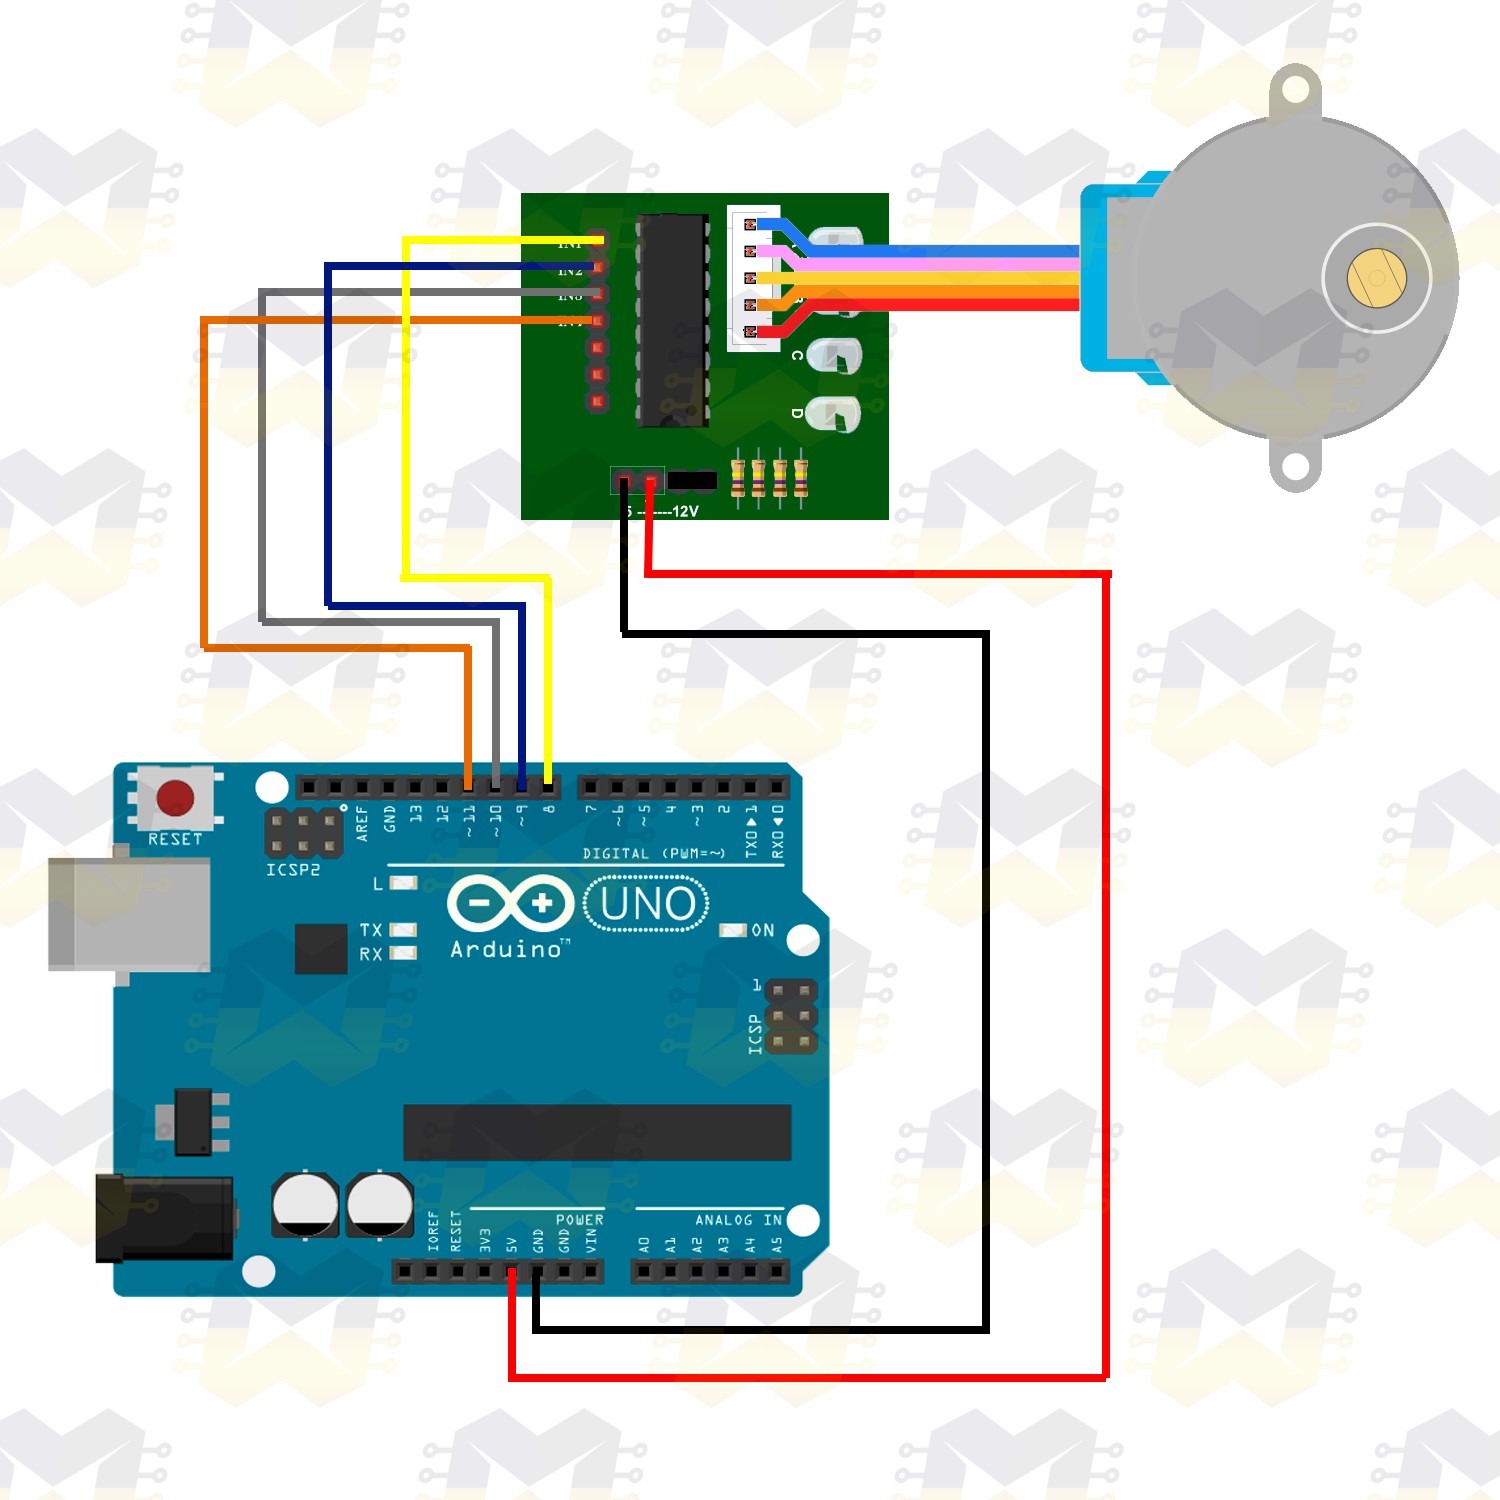 IN1
IN2
IN3
IN4
B
C
D
5 -------12V
RESET
ICSP2
AREF
GND
13
12
~11
~10
~9
8
7
~6
~5
4
~3
2
TX0▶1
RX0◀0
DIGITAL (PWM=~)
L
TX
RX
Arduino™
UNO
ON
1
ICSP
IOREF
RESET
3V3
5V
GND
GND
VIN
POWER
A0
A1
A2
A3
A4
A5
ANALOG IN